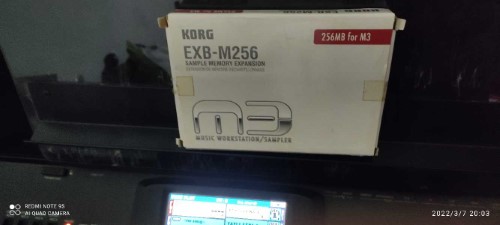 KORG
256MB for M3
EXB-M256
SAMPLE MEMORY EXPANSION
m3
MUSIC WORKSTATION/SAMPLER
REDMI NOTE 9S
AI QUAD CAMERA
2022/3/7 20:03